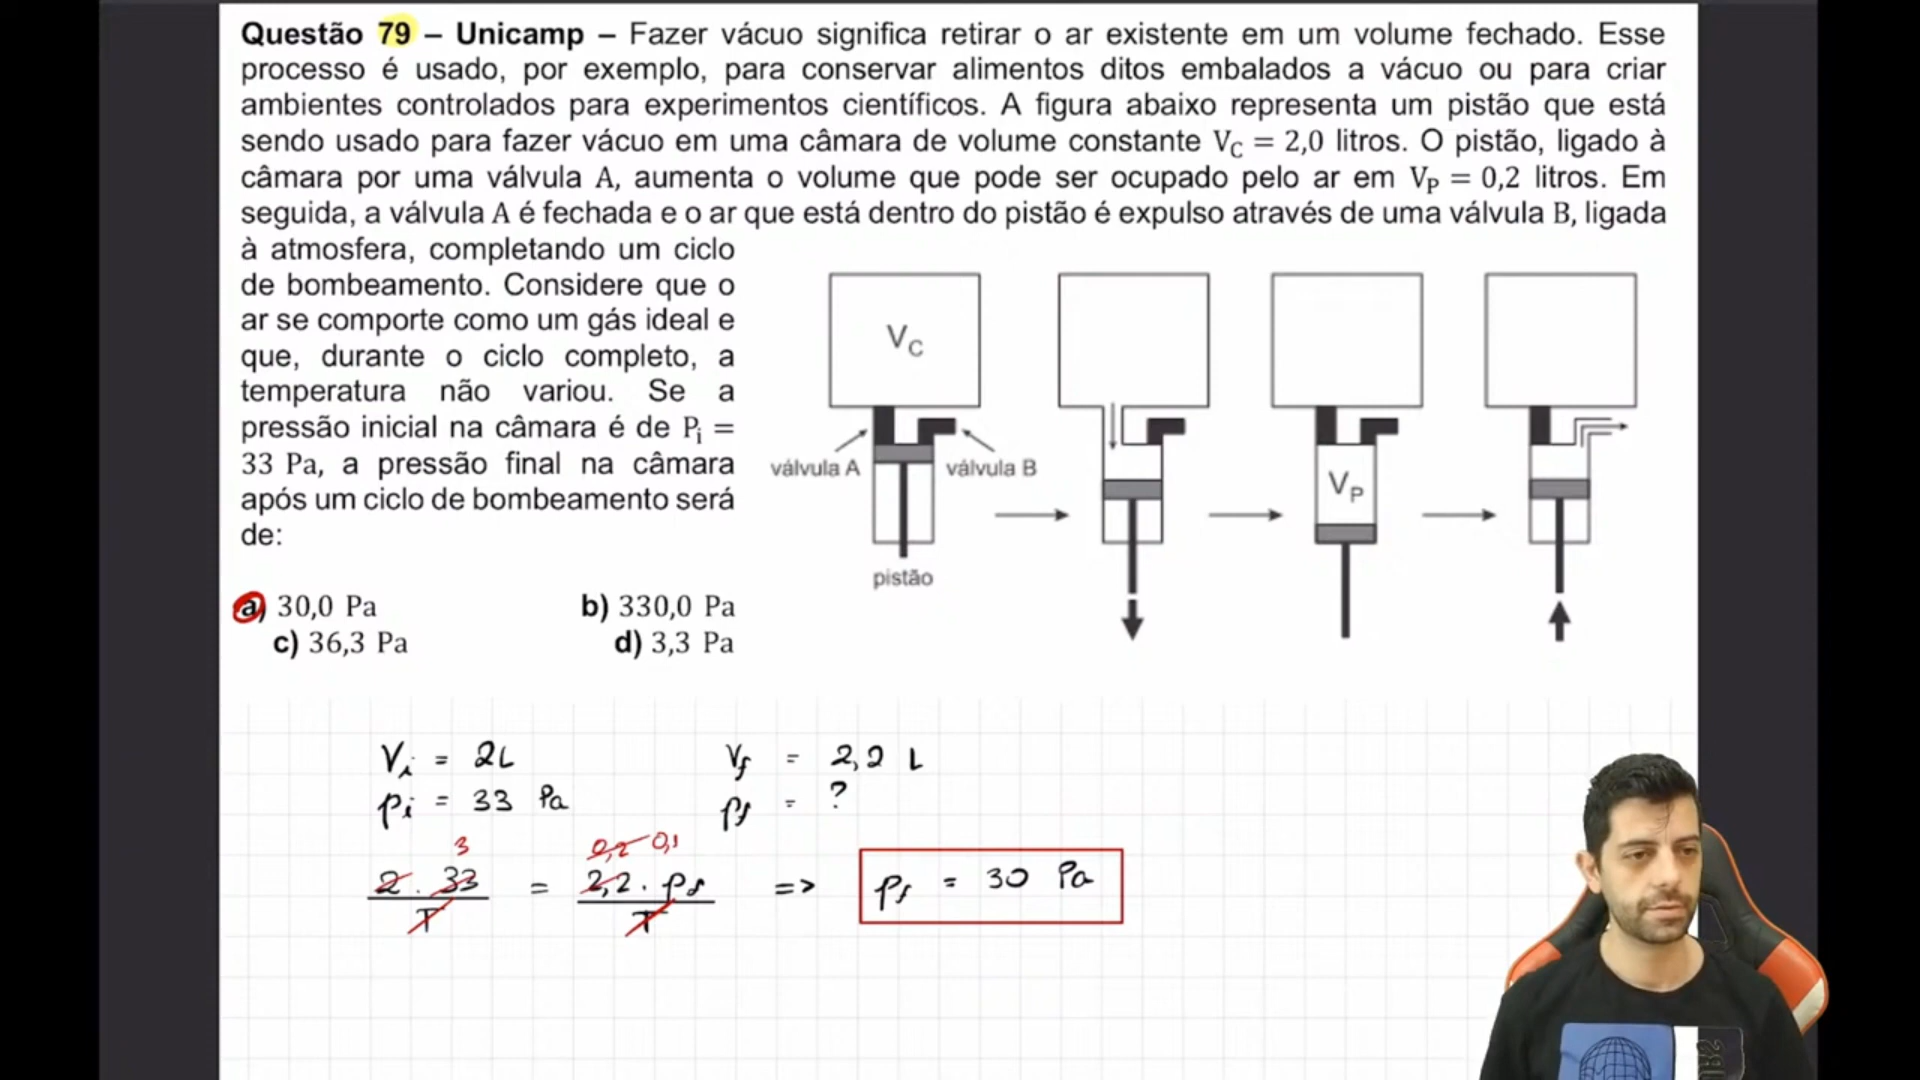 Questão 79 – Unicamp – Fazer vácuo significa retirar o ar existente em um volume fechado. Esse
processo é usado, por exemplo, para conservar alimentos ditos embalados a vácuo ou para criar
ambientes controlados para experimentos científicos. A figura abaixo representa um pistão que está
sendo usado para fazer vácuo em uma câmara de volume constante V_C = 2,0 litros. O pistão, ligado à
câmara por uma válvula A, aumenta o volume que pode ser ocupado pelo ar em V_P = 0,2 litros. Em
seguida, a válvula A é fechada e o ar que está dentro do pistão é expulso através de uma válvula B, ligada
à atmosfera, completando um ciclo
de bombeamento. Considere que o
ar se comporte como um gás ideal e
que, durante o ciclo completo, a
temperatura não variou. Se a
pressão inicial na câmara é de P_i =
33 Pa, a pressão final na câmara
após um ciclo de bombeamento será
de:
a) 30,0 Pa b) 330,0 Pa
c) 36,3 Pa d) 3,3 Pa
V_C
válvula A válvula B
V_P
pistão
V_i = 2L V_f = 2,2 L
p_i = 33 Pa p_f = ?
3 0,2 0,1
2 . 33 = 2,2 . p_f => p_f = 30 Pa
T T